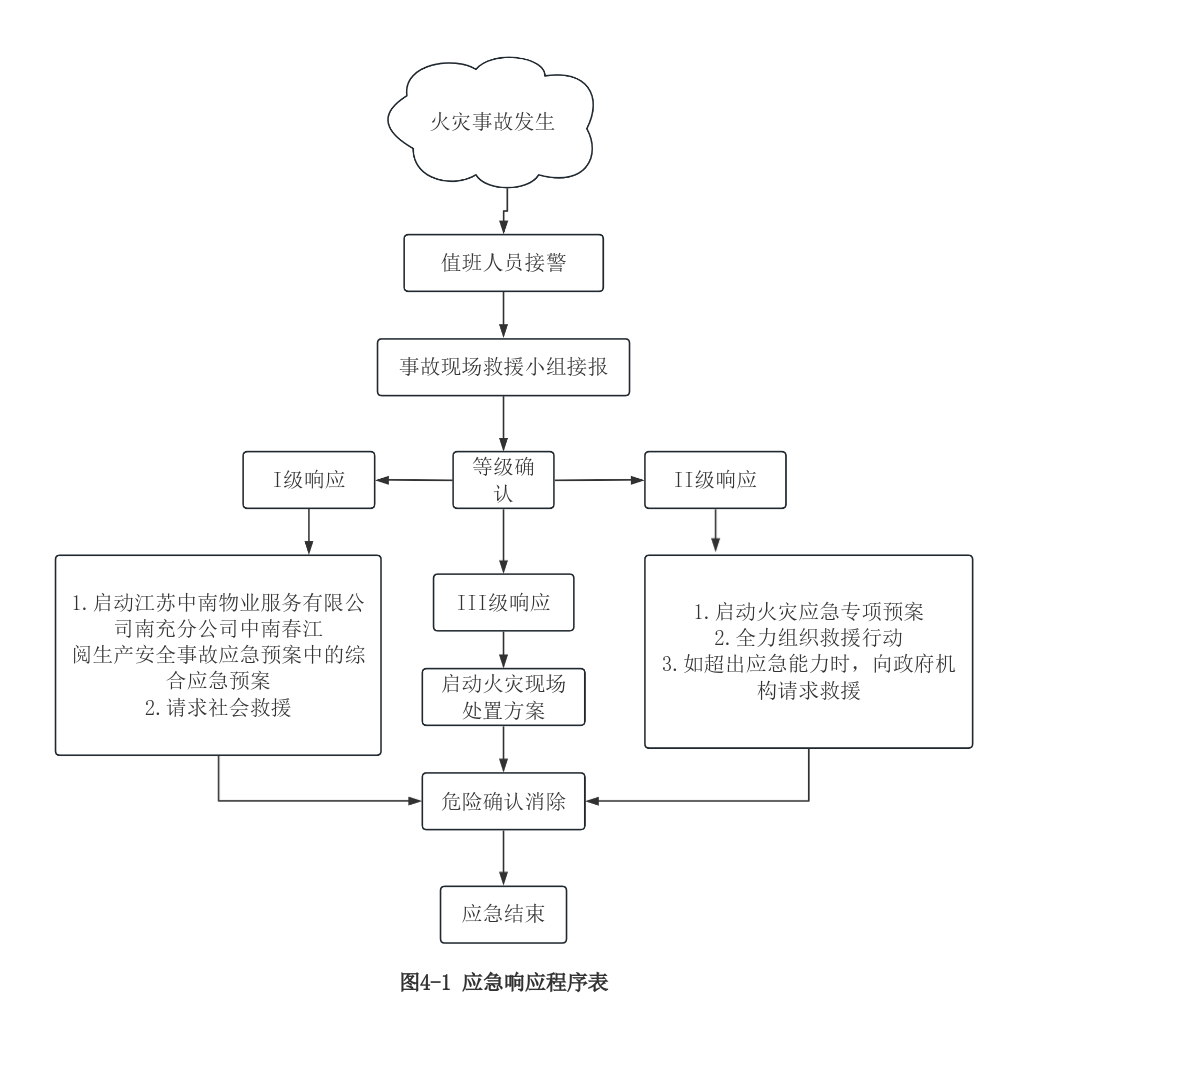 火灾事故发生
值班人员接警
事故现场救援小组接报
I级响应
等级确
认
II级响应
1.启动江苏中南物业服务有限公
司南充分公司中南春江
阅生产安全事故应急预案中的综
合应急预案
2.请求社会救援
III级响应
启动火灾现场
处置方案
1.启动火灾应急专项预案
2.全力组织救援行动
3.如超出应急能力时，向政府机
构请求救援
危险确认消除
应急结束
图4-1 应急响应程序表